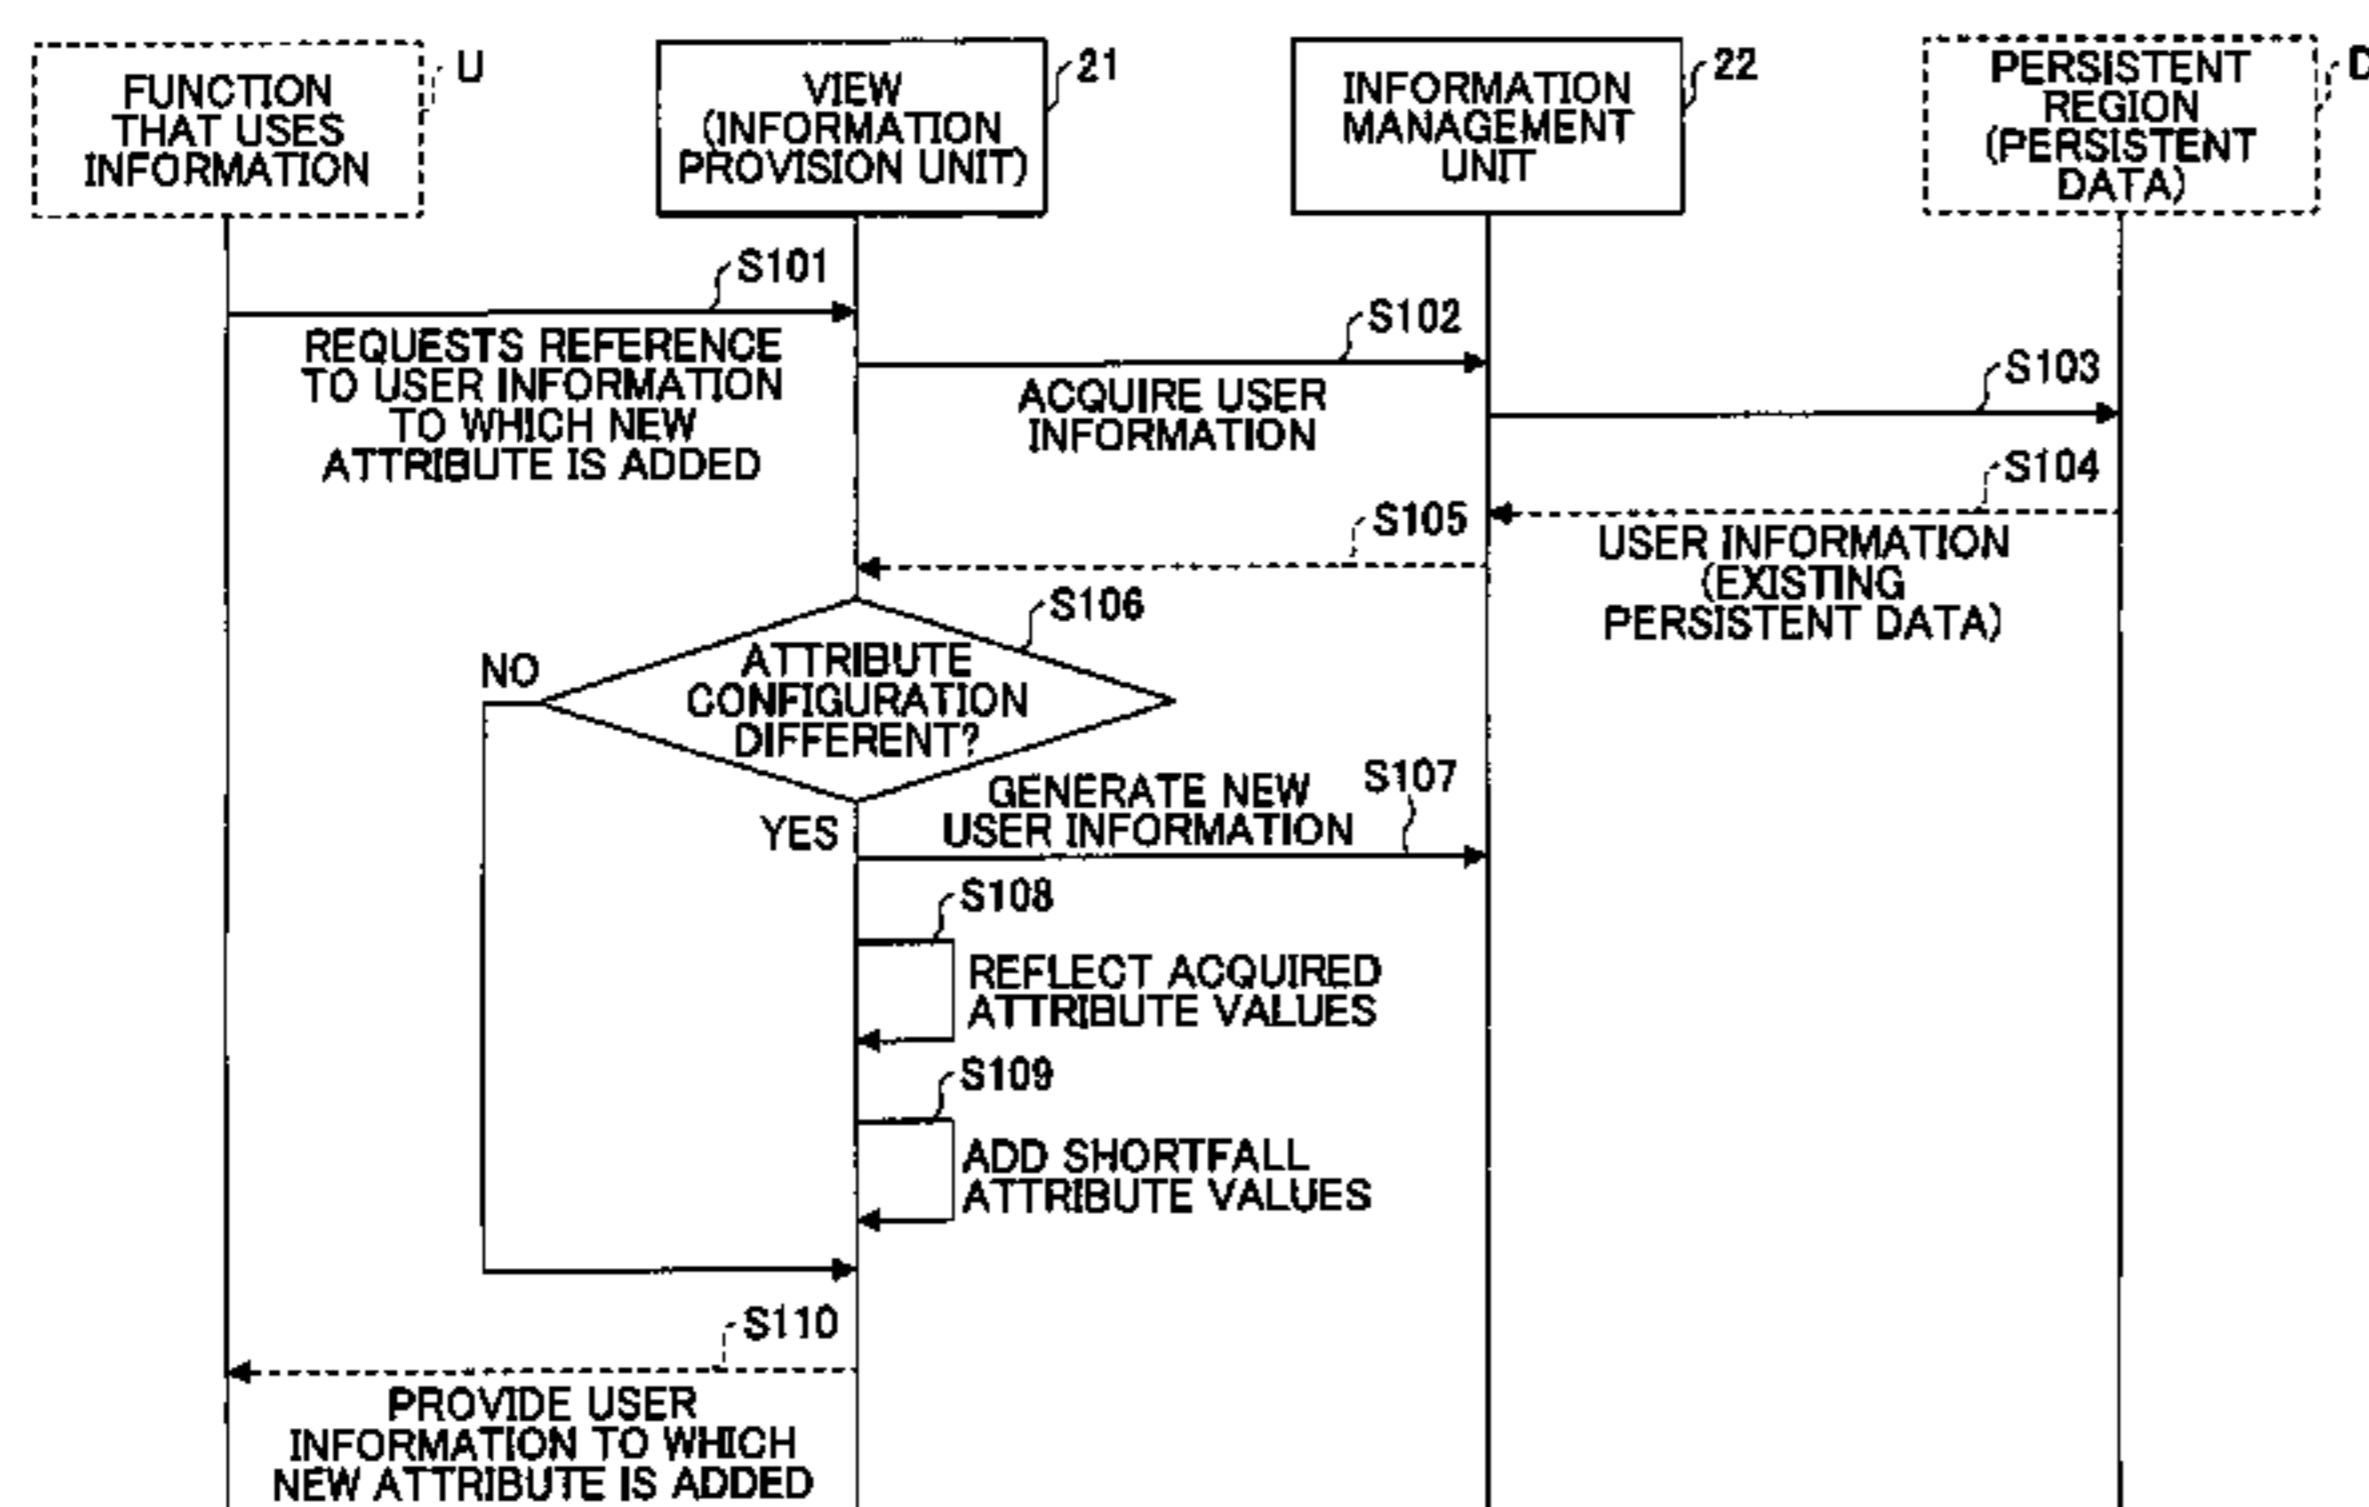 FUNCTION
THAT USES
INFORMATION
U
VIEW
(INFORMATION
PROVISION UNIT)
21
INFORMATION
MANAGEMENT
UNIT
22
PERSISTENT
REGION
(PERSISTENT
DATA)
S101
REQUESTS REFERENCE
TO USER INFORMATION
TO WHICH NEW
ATTRIBUTE IS ADDED
S102
ACQUIRE USER
INFORMATION
S103
S104
USER INFORMATION
(EXISTING
PERSISTENT DATA)
S105
S106
ATTRIBUTE
CONFIGURATION
DIFFERENT?
NO
YES
GENERATE NEW
USER INFORMATION
S107
S108
REFLECT ACQUIRED
ATTRIBUTE VALUES
S109
ADD SHORTFALL
ATTRIBUTE VALUES
S110
PROVIDE USER
INFORMATION TO WHICH
NEW ATTRIBUTE IS ADDED